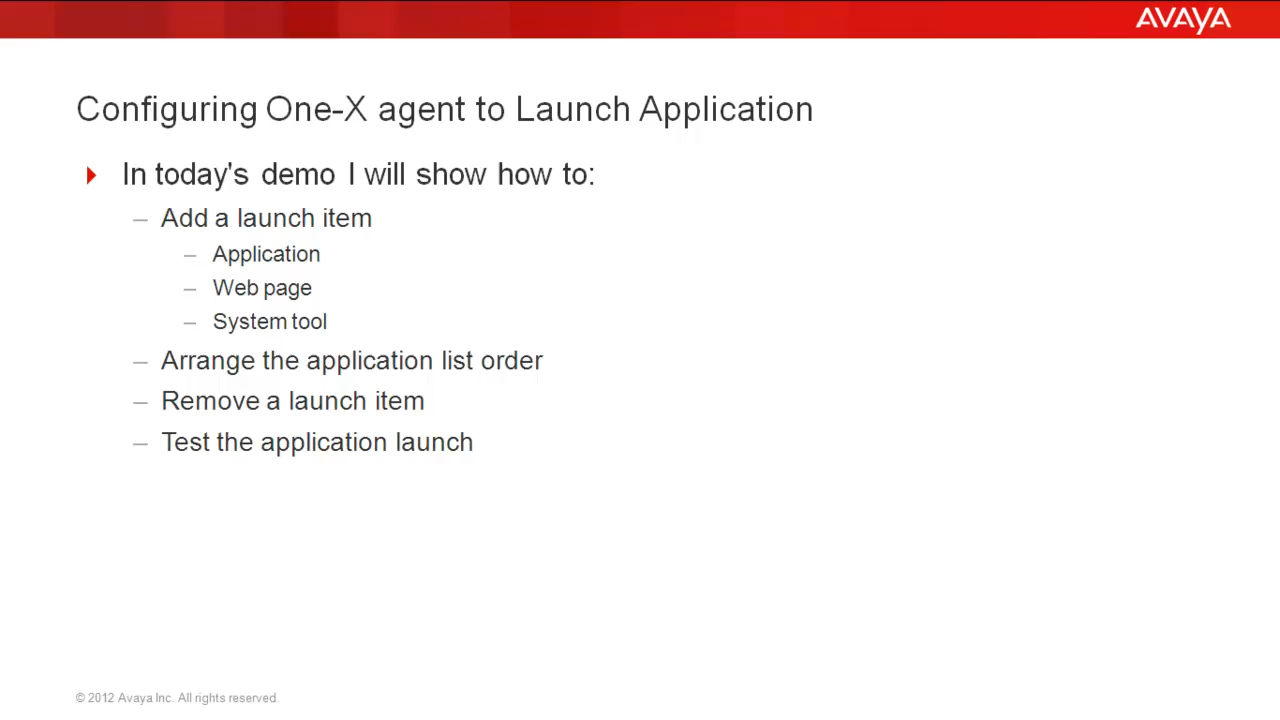 AVAYA
Configuring One-X agent to Launch Application
In today's demo I will show how to:
– Add a launch item
– Application
– Web page
– System tool
– Arrange the application list order
– Remove a launch item
– Test the application launch
© 2012 Avaya Inc. All rights reserved.